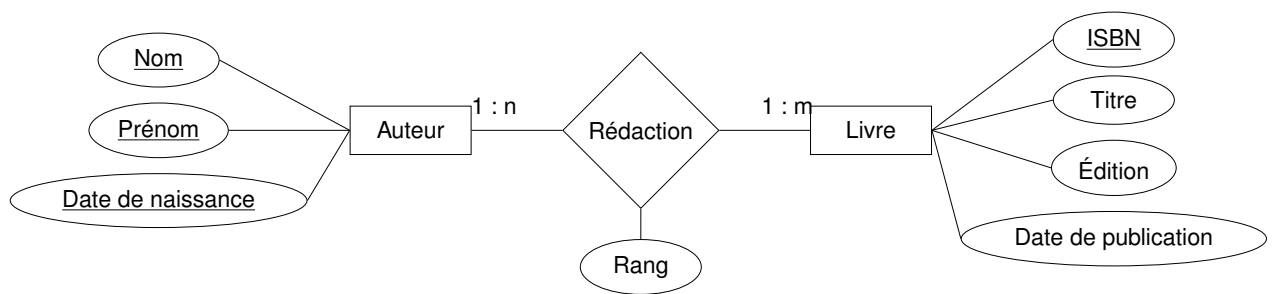 Nom
Prénom
Date de naissance
Auteur
1 : n
Rédaction
Rang
1 : m
Livre
ISBN
Titre
Édition
Date de publication